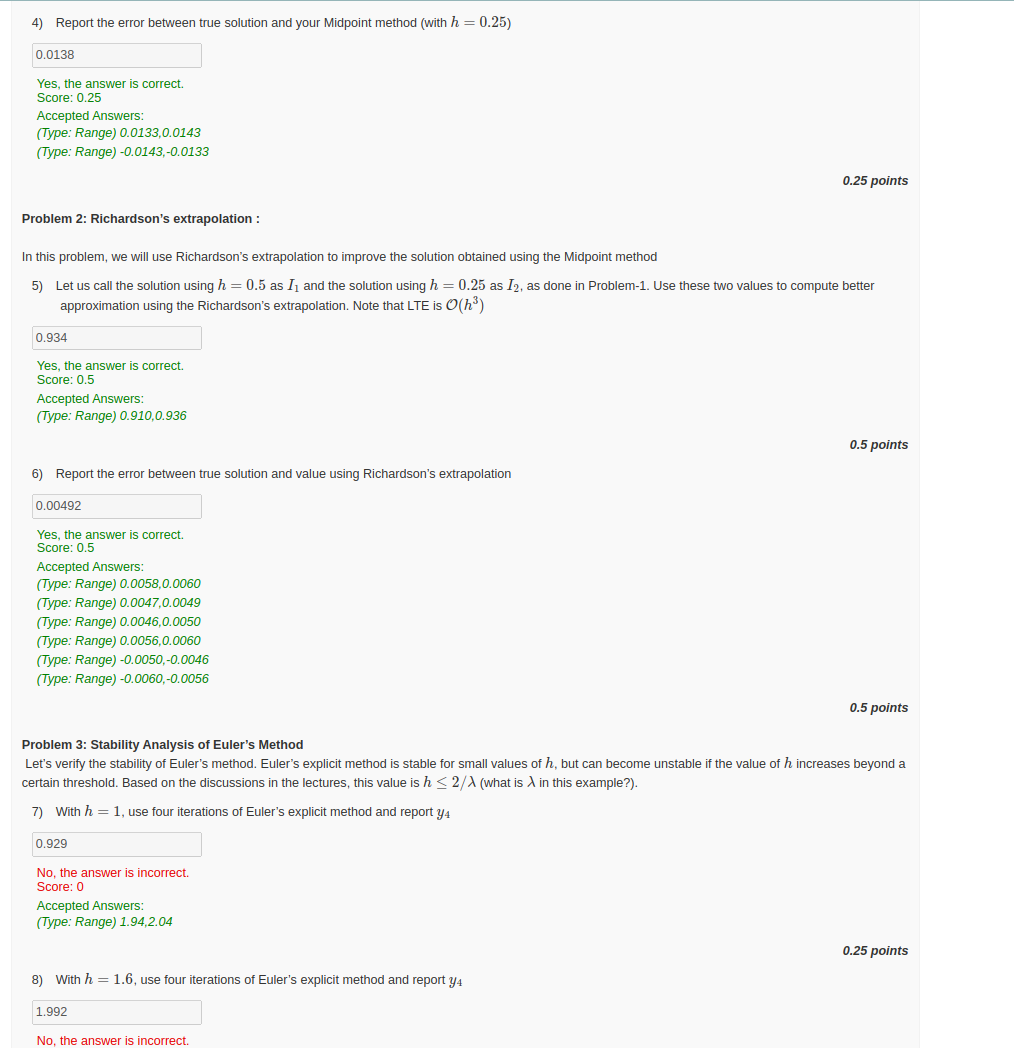 4) Report the error between true solution and your Midpoint method (with h = 0.25)
0.0138
Yes, the answer is correct.
Score: 0.25
Accepted Answers:
(Type: Range) 0.0133,0.0143
(Type: Range) -0.0143,-0.0133
0.25 points
Problem 2: Richardson's extrapolation :
In this problem, we will use Richardson's extrapolation to improve the solution obtained using the Midpoint method
5) Let us call the solution using h = 0.5 as I₁ and the solution using h = 0.25 as I₂, as done in Problem-1. Use these two values to compute better
approximation using the Richardson's extrapolation. Note that LTE is 𝒪(h³)
0.934
Yes, the answer is correct.
Score: 0.5
Accepted Answers:
(Type: Range) 0.910,0.936
0.5 points
6) Report the error between true solution and value using Richardson's extrapolation
0.00492
Yes, the answer is correct.
Score: 0.5
Accepted Answers:
(Type: Range) 0.0058,0.0060
(Type: Range) 0.0047,0.0049
(Type: Range) 0.0046,0.0050
(Type: Range) 0.0056,0.0060
(Type: Range) -0.0050,-0.0046
(Type: Range) -0.0060,-0.0056
0.5 points
Problem 3: Stability Analysis of Euler's Method
Let's verify the stability of Euler's method. Euler's explicit method is stable for small values of h, but can become unstable if the value of h increases beyond a
certain threshold. Based on the discussions in the lectures, this value is h ≤ 2/λ (what is λ in this example?).
7) With h = 1, use four iterations of Euler's explicit method and report y₄
0.929
No, the answer is incorrect.
Score: 0
Accepted Answers:
(Type: Range) 1.94,2.04
0.25 points
8) With h = 1.6, use four iterations of Euler's explicit method and report y₄
1.992
No, the answer is incorrect.